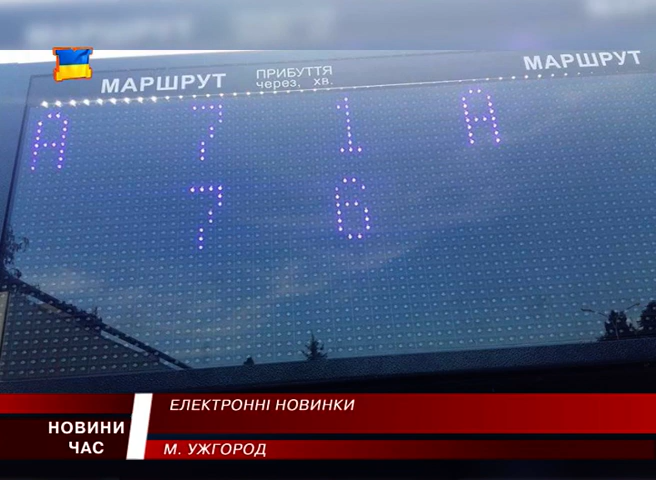 МАРШРУТ ПРИБУТТЯ через, хв. МАРШРУТ
А 7 1 А
7 6
ЕЛЕКТРОННІ НОВИНКИ
НОВИНИ ЧАС
М. УЖГОРОД